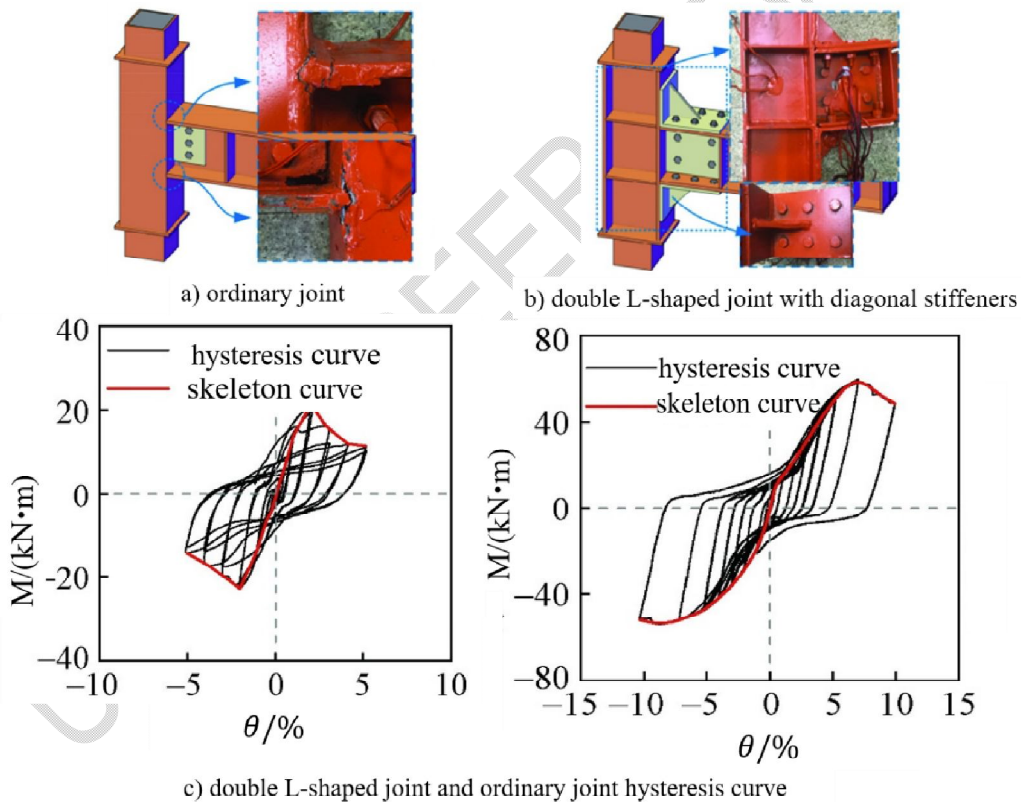 a) ordinary joint
b) double L-shaped joint with diagonal stiffeners
40
hysteresis curve
skeleton curve
20
0
−20
−40
−10
−5
0
5
10
M/(kN•m)
θ/%
80
hysteresis curve
skeleton curve
40
0
−40
−80
−15
−10
−5
0
5
10
15
M/(kN•m)
θ/%
c) double L-shaped joint and ordinary joint hysteresis curve